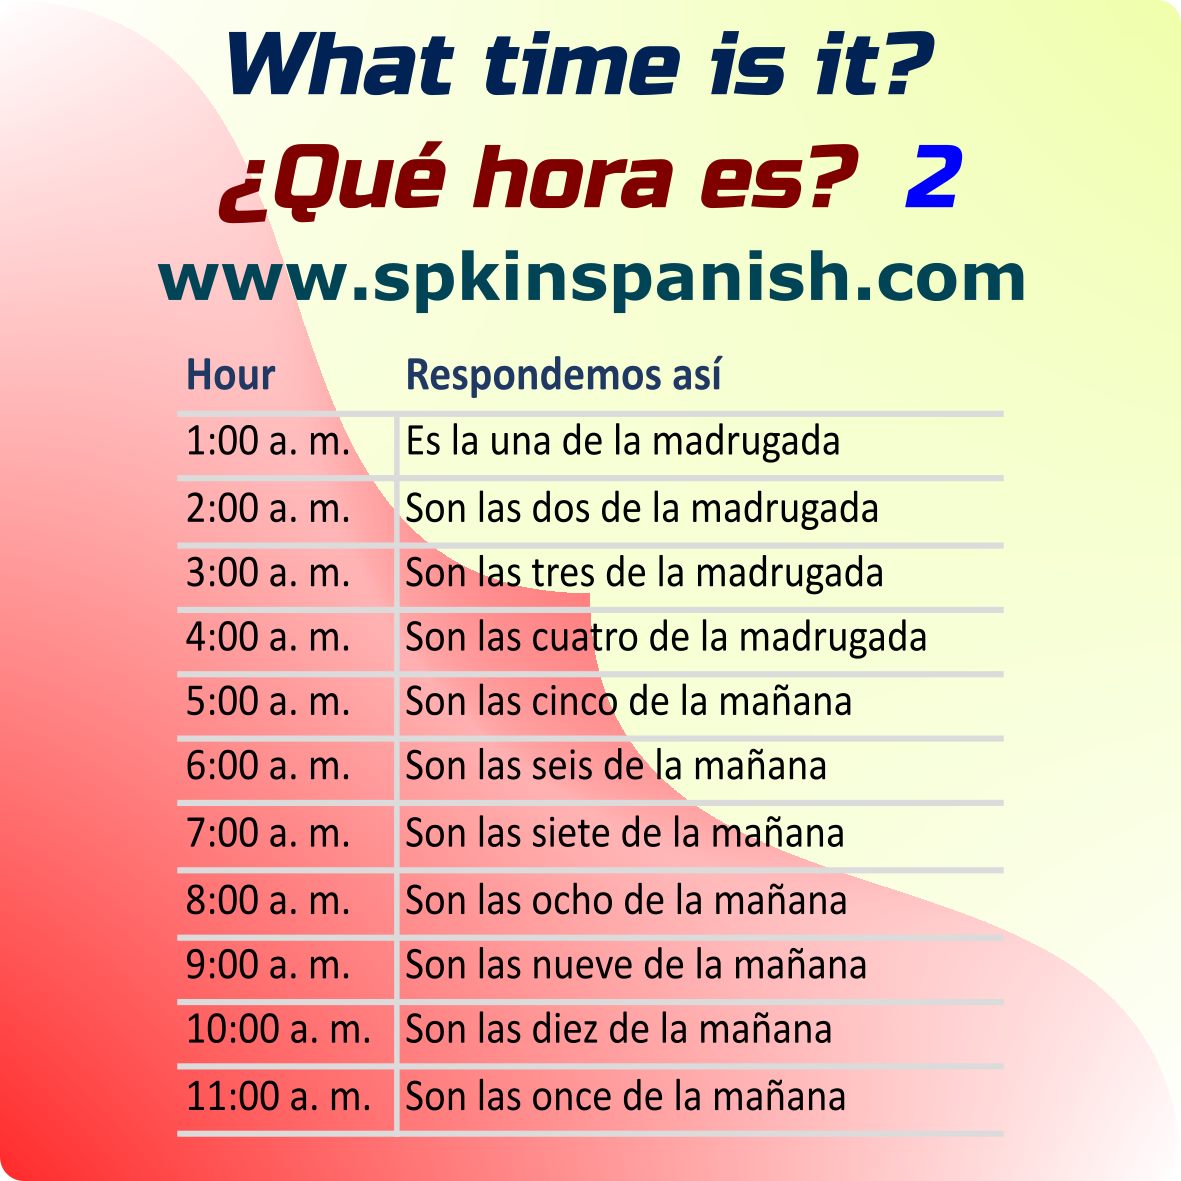 What time is it?
¿Qué hora es? 2
www.spkinspanish.com
Hour Respondemos así
1:00 a. m. Es la una de la madrugada
2:00 a. m. Son las dos de la madrugada
3:00 a. m. Son las tres de la madrugada
4:00 a. m. Son las cuatro de la madrugada
5:00 a. m. Son las cinco de la mañana
6:00 a. m. Son las seis de la mañana
7:00 a. m. Son las siete de la mañana
8:00 a. m. Son las ocho de la mañana
9:00 a. m. Son las nueve de la mañana
10:00 a. m. Son las diez de la mañana
11:00 a. m. Son las once de la mañana